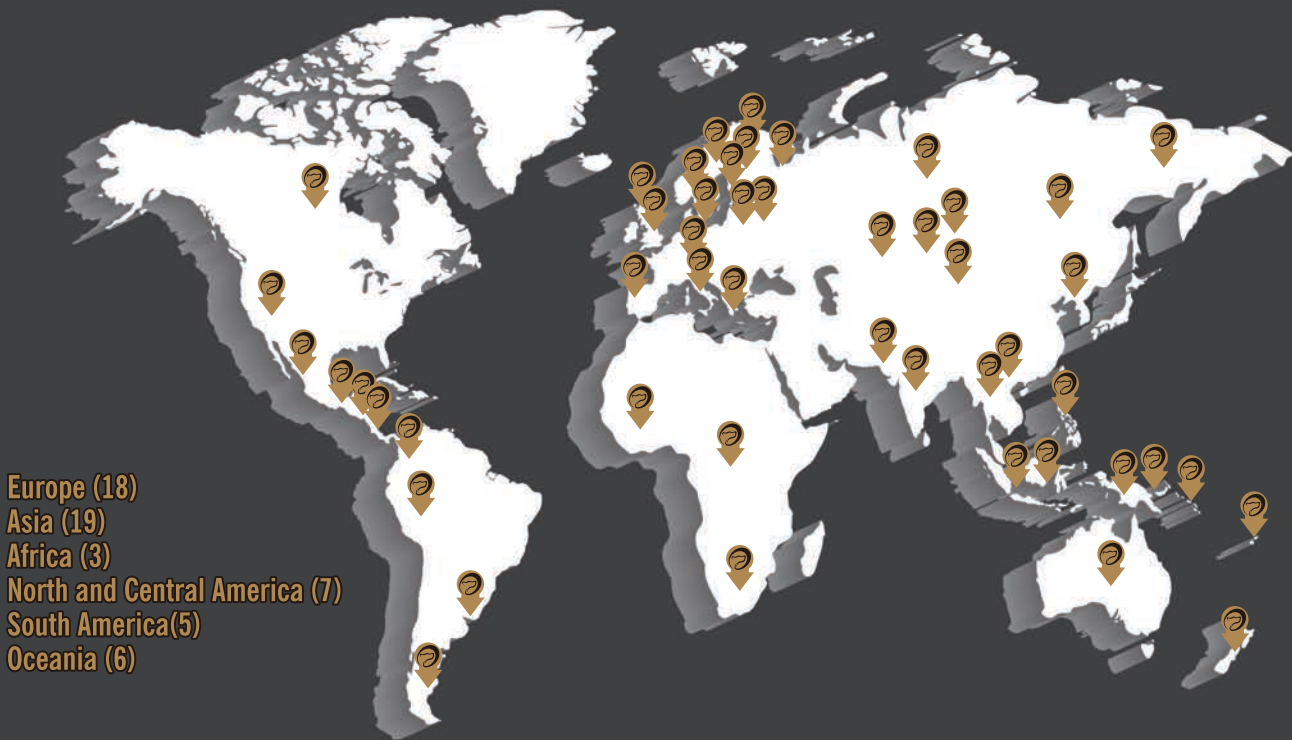 Europe (18)
Asia (19)
Africa (3)
North and Central America (7)
South America(5)
Oceania (6)